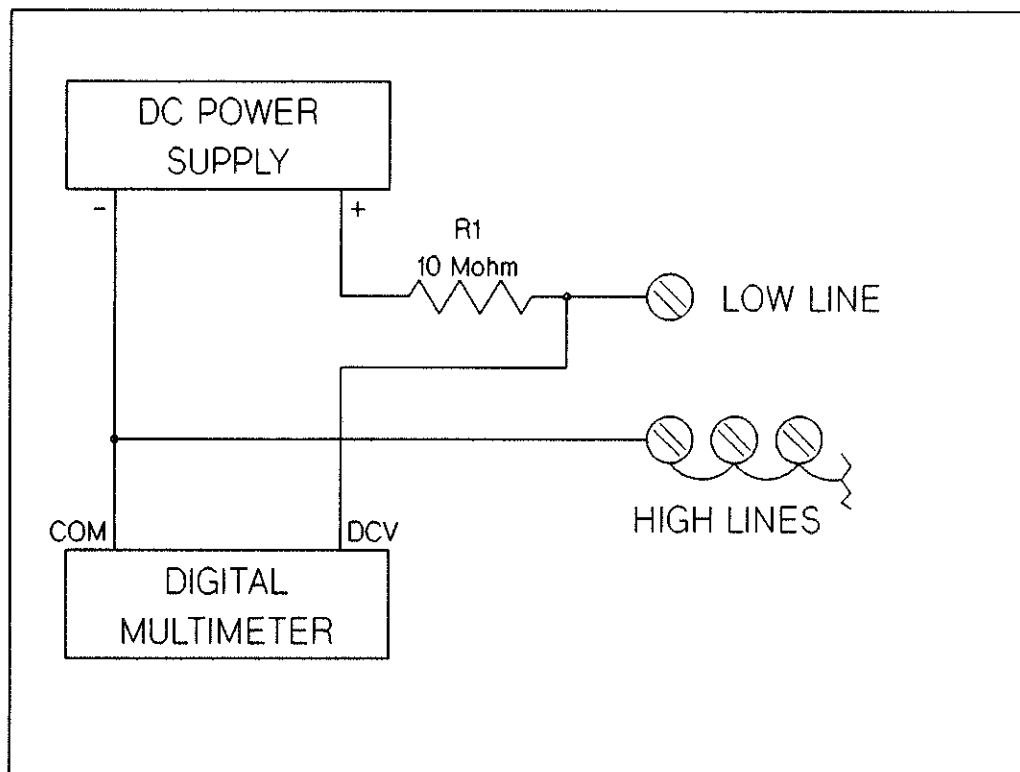 DC POWER
SUPPLY
-
+
R1
10 Mohm
LOW LINE
HIGH LINES
COM
DCV
DIGITAL
MULTIMETER